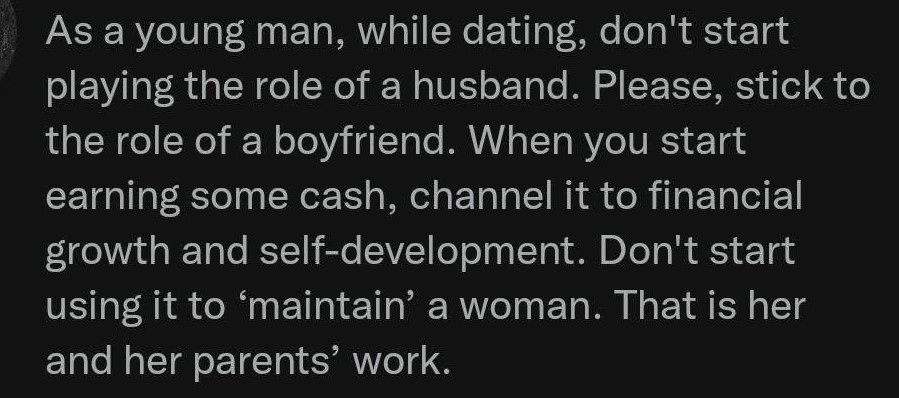 As a young man, while dating, don't start
playing the role of a husband. Please, stick to
the role of a boyfriend. When you start
earning some cash, channel it to financial
growth and self-development. Don't start
using it to ‘maintain’ a woman. That is her
and her parents’ work.